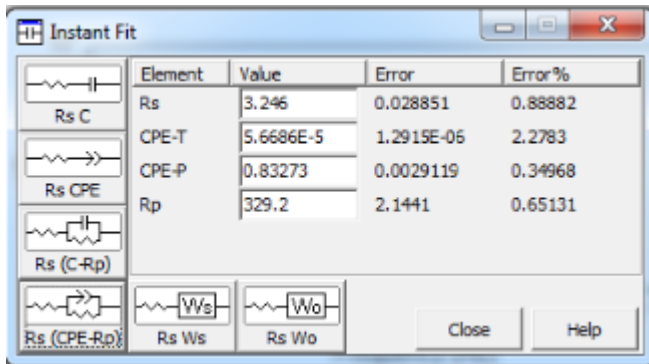 Instant Fit
Element Value Error Error%
Rs 3.246 0.028851 0.88882
CPE-T 5.6686E-5 1.2915E-06 2.2783
CPE-P 0.83273 0.0029119 0.34968
Rp 329.2 2.1441 0.65131
Rs C
Rs CPE
Rs (C-Rp)
Rs (CPE-Rp)
Ws
Rs Ws
Wo
Rs Wo
Close
Help